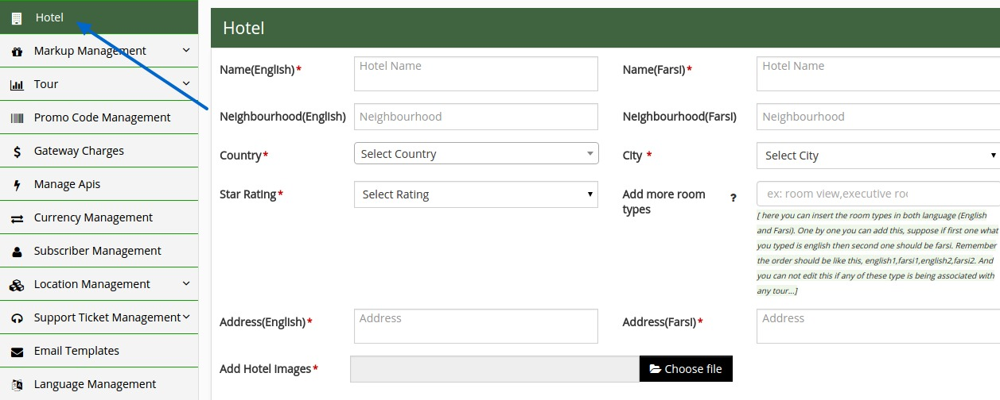 Hotel
Markup Management
Tour
Promo Code Management
Gateway Charges
Manage Apis
Currency Management
Subscriber Management
Location Management
Support Ticket Management
Email Templates
Language Management
Hotel
Name(English)* Hotel Name Name(Farsi)* Hotel Name
Neighbourhood(English) Neighbourhood Neighbourhood(Farsi) Neighbourhood
Country* Select Country City * Select City
Star Rating* Select Rating Add more room types ? ex: room view,executive roc
[ here you can insert the room types in both language (English
and Farsi). One by one you can add this, suppose if first one what
you typed is english then second one should be farsi. Remember
the order should be like this, english1,farsi1,english2,farsi2. And
you can not edit this if any of these type is being associated with
any tour...]
Address(English)* Address Address(Farsi)* Address
Add Hotel Images* Choose file